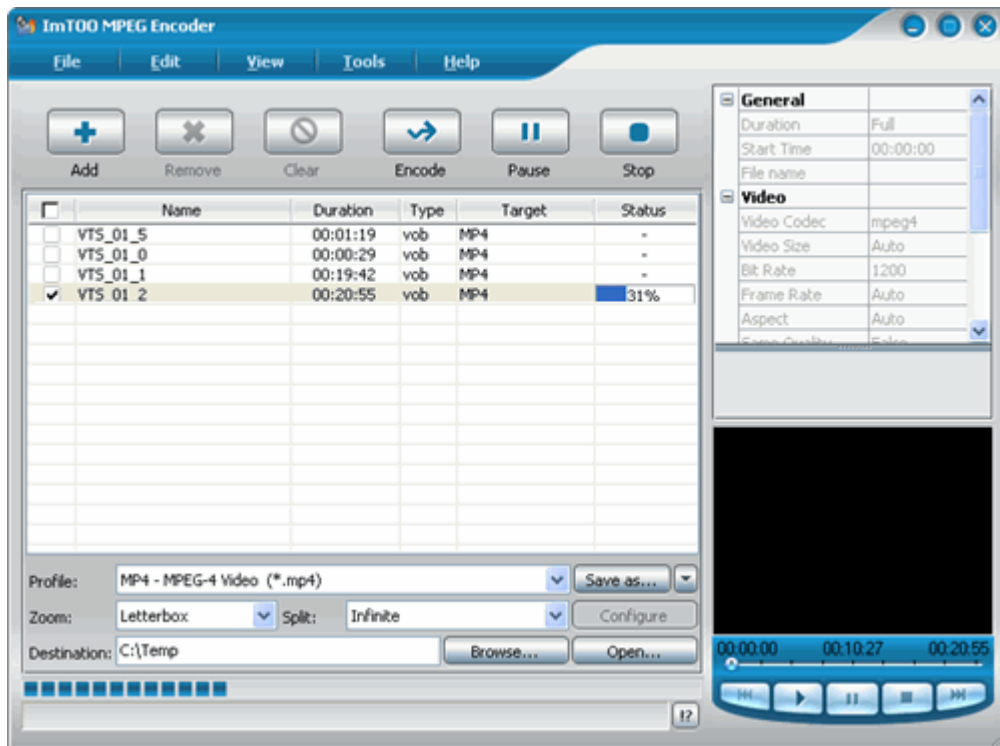 ImTOO MPEG Encoder
File Edit View Tools Help
Add Remove Clear Encode Pause Stop
Name Duration Type Target Status
VTS_01_5 00:01:19 vob MP4 -
VTS_01_0 00:00:29 vob MP4 -
VTS_01_1 00:19:42 vob MP4 -
VTS_01_2 00:20:55 vob MP4 31%
Profile: MP4 - MPEG-4 Video (*.mp4) Save as...
Zoom: Letterbox Split: Infinite Configure
Destination: C:\Temp Browse... Open...
!?
General
Duration Full
Start Time 00:00:00
File name
Video
Video Codec mpeg4
Video Size Auto
Bit Rate 1200
Frame Rate Auto
Aspect Auto
Same Quality False
00:00:00 00:10:27 00:20:55